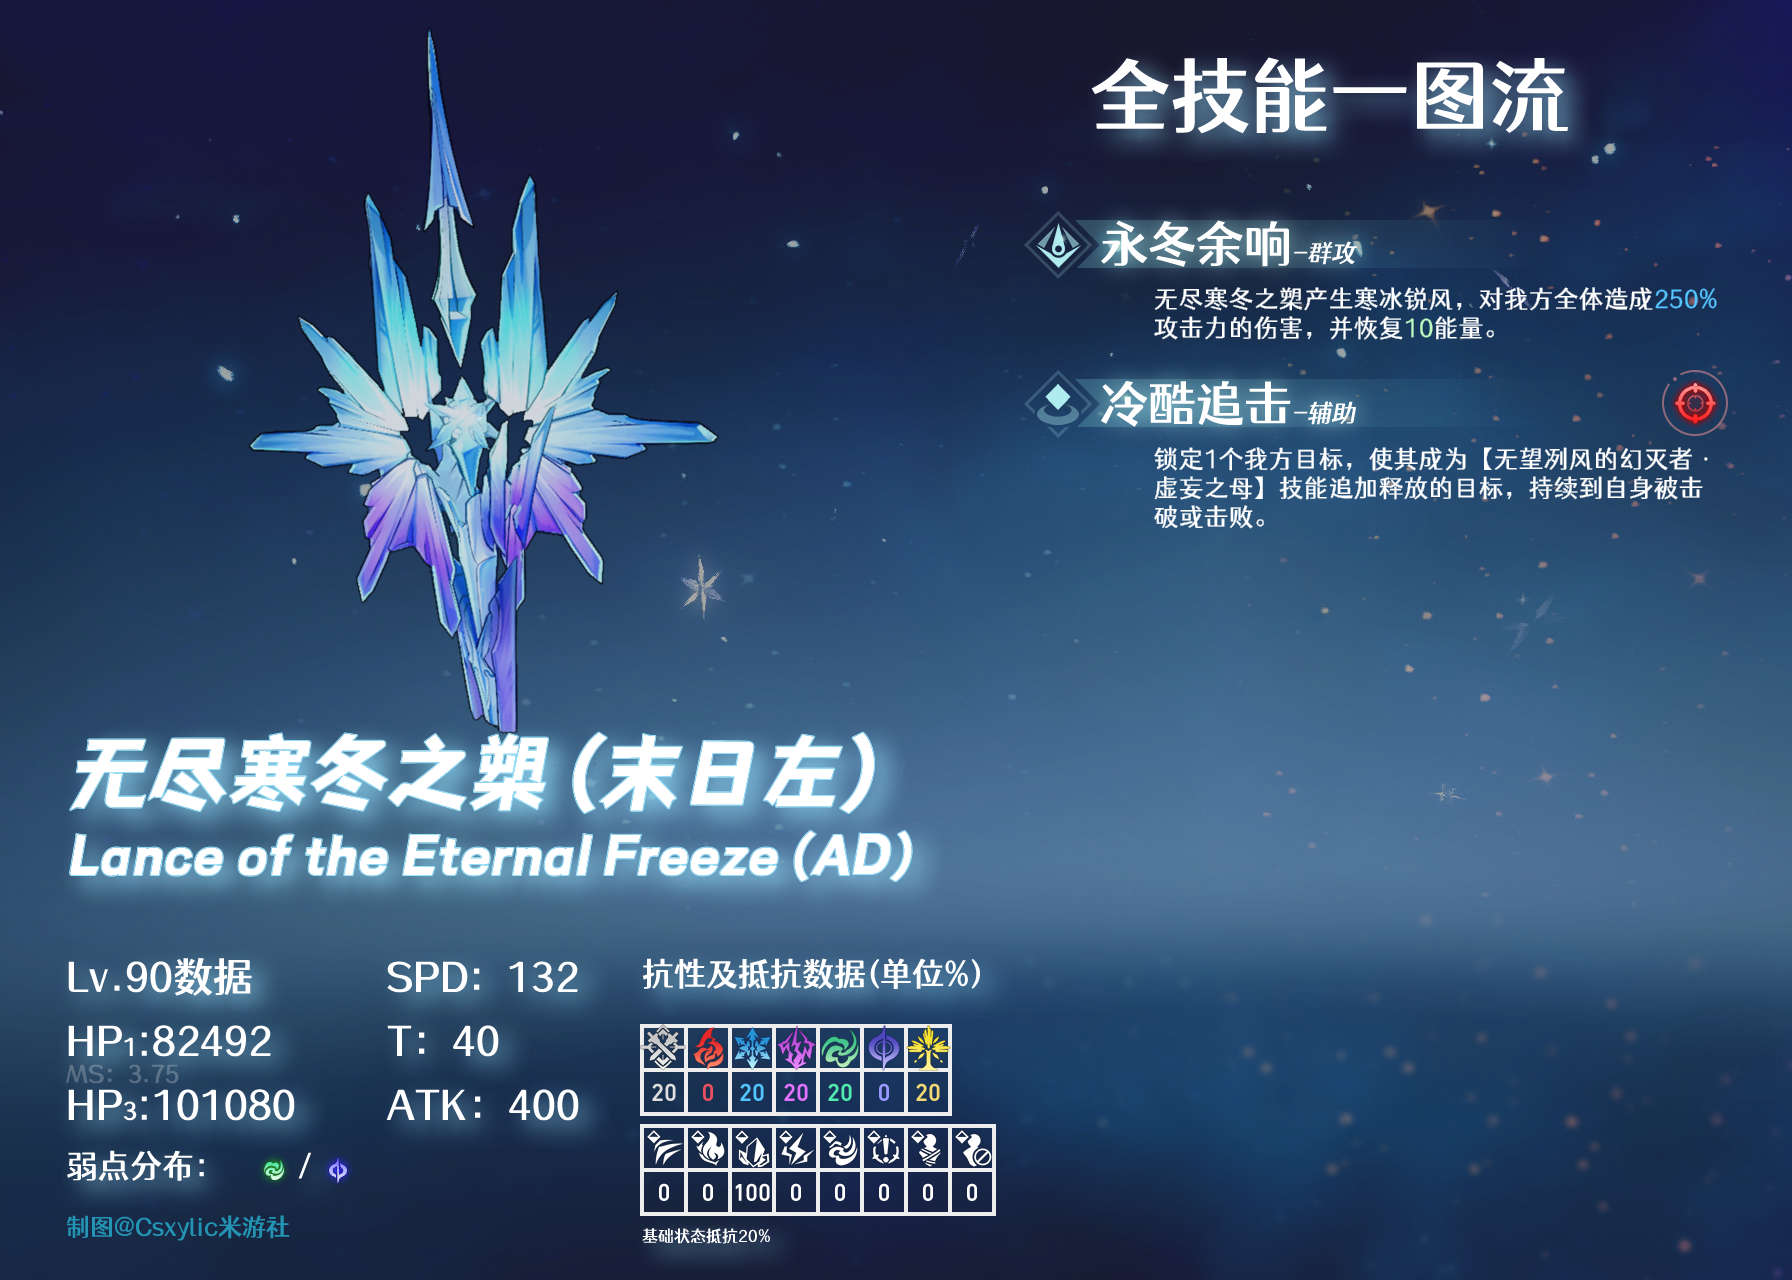 全技能一图流
永冬余响-群攻
无尽寒冬之槊产生寒冰锐风，对我方全体造成250%
攻击力的伤害，并恢复10能量。
冷酷追击-辅助
锁定1个我方目标，使其成为【无望冽风的幻灭者·
虚妄之母】技能追加释放的目标，持续到自身被击
破或击败。
无尽寒冬之槊（末日左）
Lance of the Eternal Freeze (AD)
Lv.90数据
SPD: 132
HP1:82492
T: 40
MS: 3.75
HP3:101080
ATK: 400
弱点分布：
/
制图@Csxylic米游社
抗性及抵抗数据(单位%)
20 0 20 20 20 0 20
0 0 100 0 0 0 0 0
基础状态抵抗20%